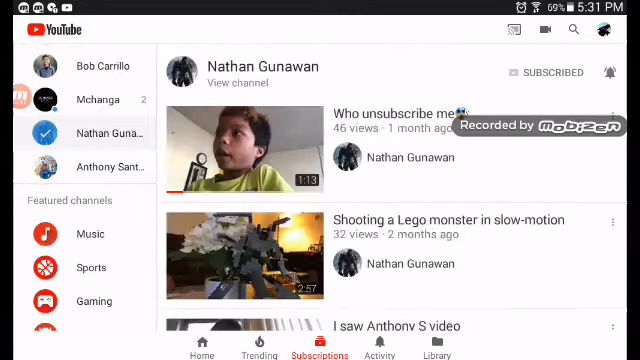 69% 5:31 PM
YouTube
Bob Carrillo
Mchanga 2
Nathan Guna...
Anthony Sant...
Featured channels
Music
Sports
Gaming
Nathan Gunawan
View channel
SUBSCRIBED
Who unsubscribe me
46 views · 1 month ago
Recorded by mobizen
Nathan Gunawan
1:13
Shooting a Lego monster in slow-motion
32 views · 2 months ago
Nathan Gunawan
2:57
I saw Anthony S video
Home Trending Subscriptions Activity Library